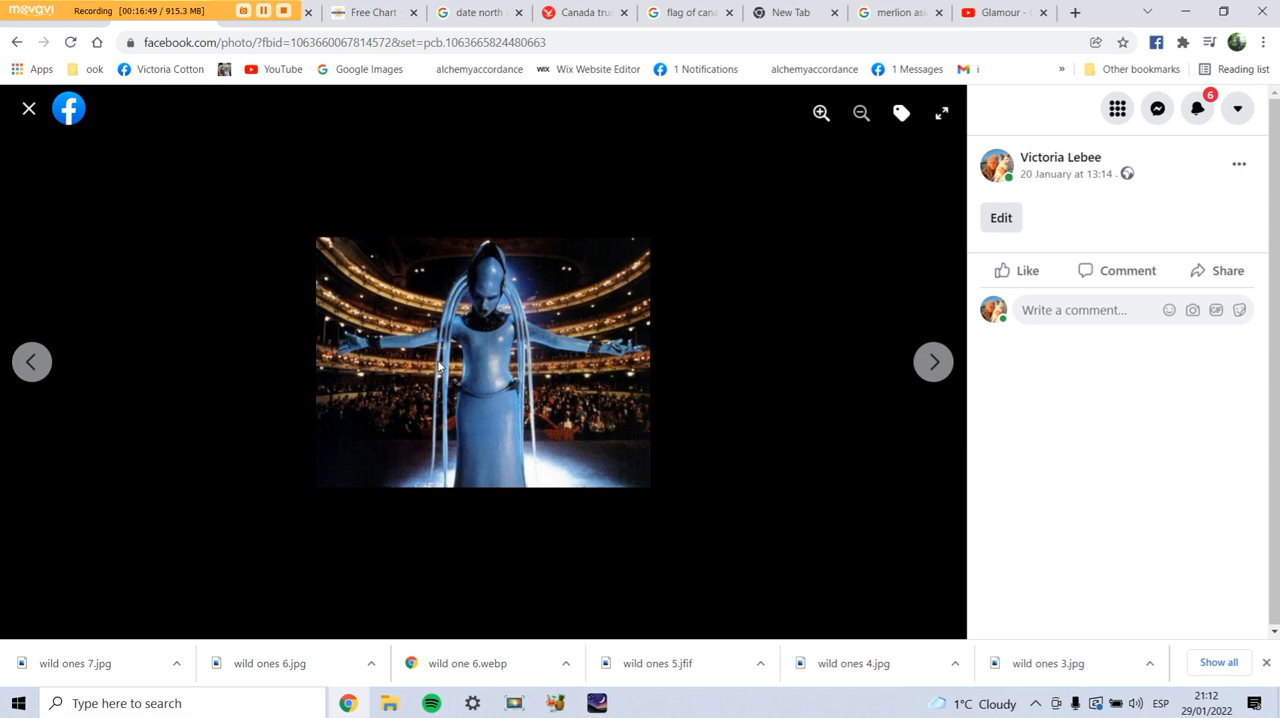 movavi Recording [00:16:49 / 915.3 MB]
Free Chart -
date north
Canada tru
flag of can
New Tab
merlion asi
Glamour -
facebook.com/photo/?fbid=1063660067814572&set=pcb.1063665824480663
Apps ook Victoria Cotton YouTube Google Images alchemyaccordance WIX Wix Website Editor 1 Notifications alchemyaccordance 1 Messages i » Other bookmarks Reading list
6
Victoria Lebee
20 January at 13:14 ·
Edit
Like Comment Share
Write a comment...
wild ones 7.jpg wild ones 6.jpg wild one 6.webp wild ones 5.jfif wild ones 4.jpg wild ones 3.jpg Show all
Type here to search 1°C Cloudy ESP 21:12
29/01/2022